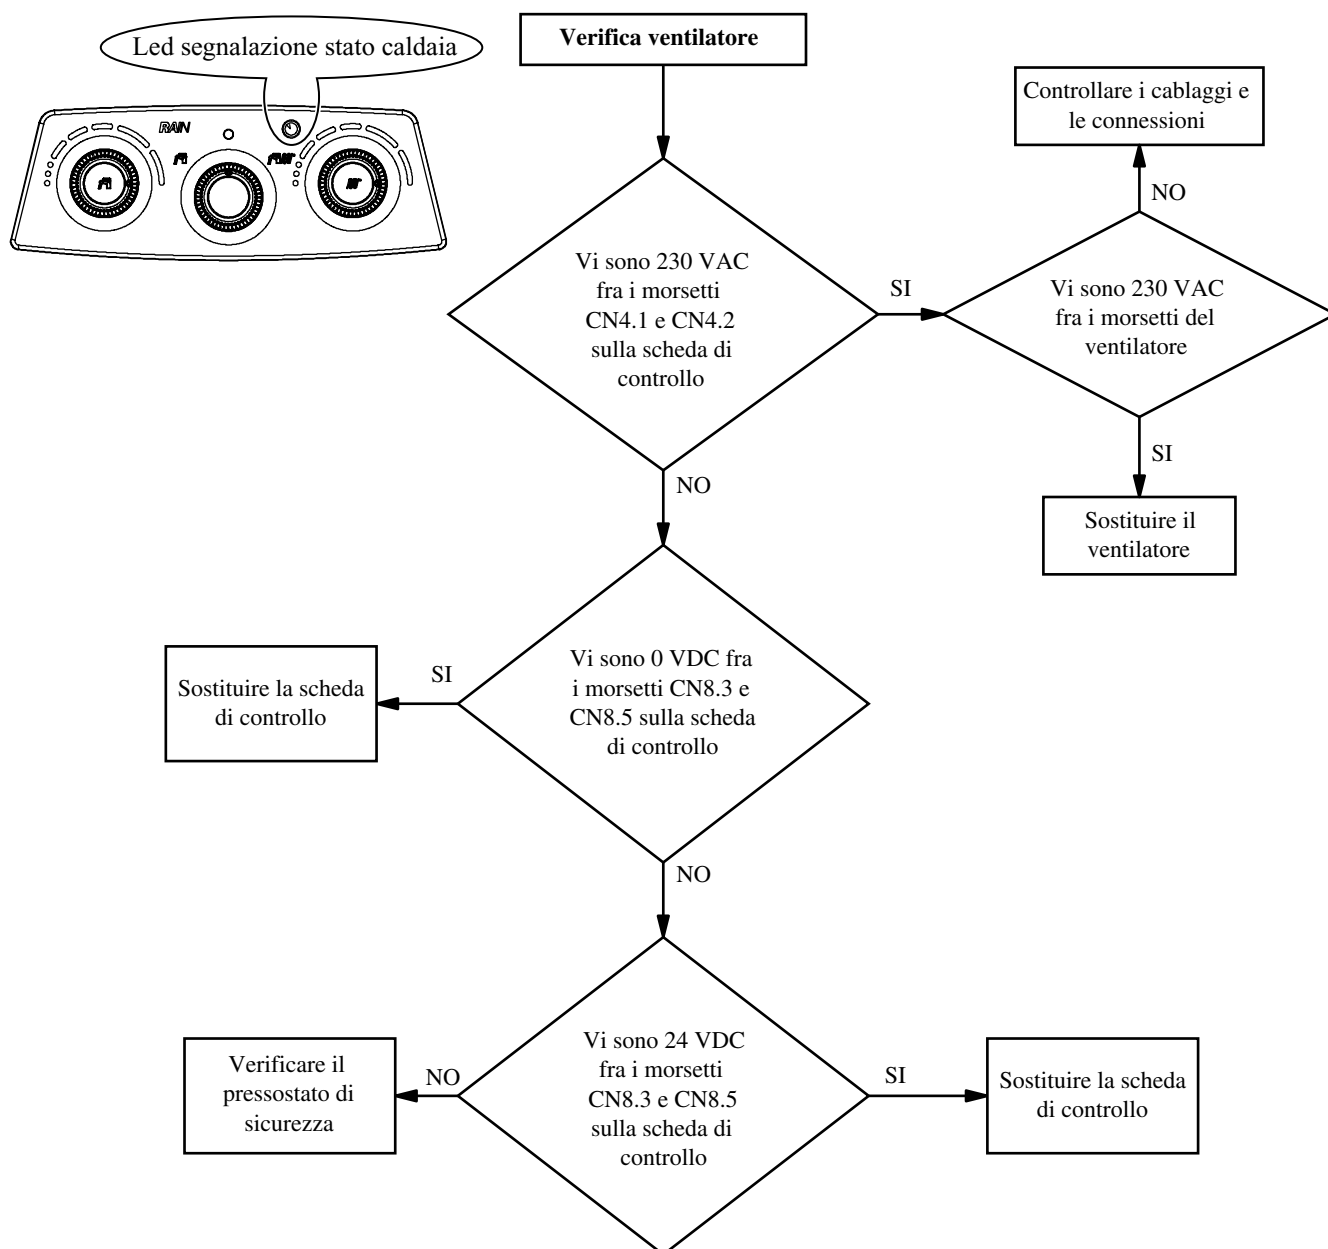 Led segnalazione stato caldaia
RAIN
Verifica ventilatore
Controllare i cablaggi e
le connessioni
NO
Vi sono 230 VAC
fra i morsetti
CN4.1 e CN4.2
sulla scheda di
controllo
SI
Vi sono 230 VAC
fra i morsetti del
ventilatore
SI
NO
Sostituire il
ventilatore
Vi sono 0 VDC fra
i morsetti CN8.3 e
CN8.5 sulla scheda
di controllo
SI
Sostituire la scheda
di controllo
NO
Vi sono 24 VDC
fra i morsetti
CN8.3 e CN8.5
sulla scheda di
controllo
NO
Verificare il
pressostato di
sicurezza
SI
Sostituire la scheda
di controllo